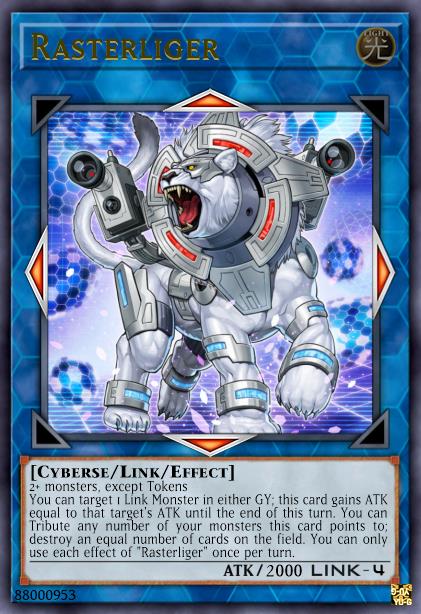 RASTERLIGER
LIGHT
光
[CYBERSE/LINK/EFFECT]
2+ monsters, except Tokens
You can target 1 Link Monster in either GY; this card gains ATK
equal to that target's ATK until the end of this turn. You can
Tribute any number of your monsters this card points to;
destroy an equal number of cards on the field. You can only
use each effect of "Rasterliger" once per turn.
ATK/2000 LINK-4
88000953